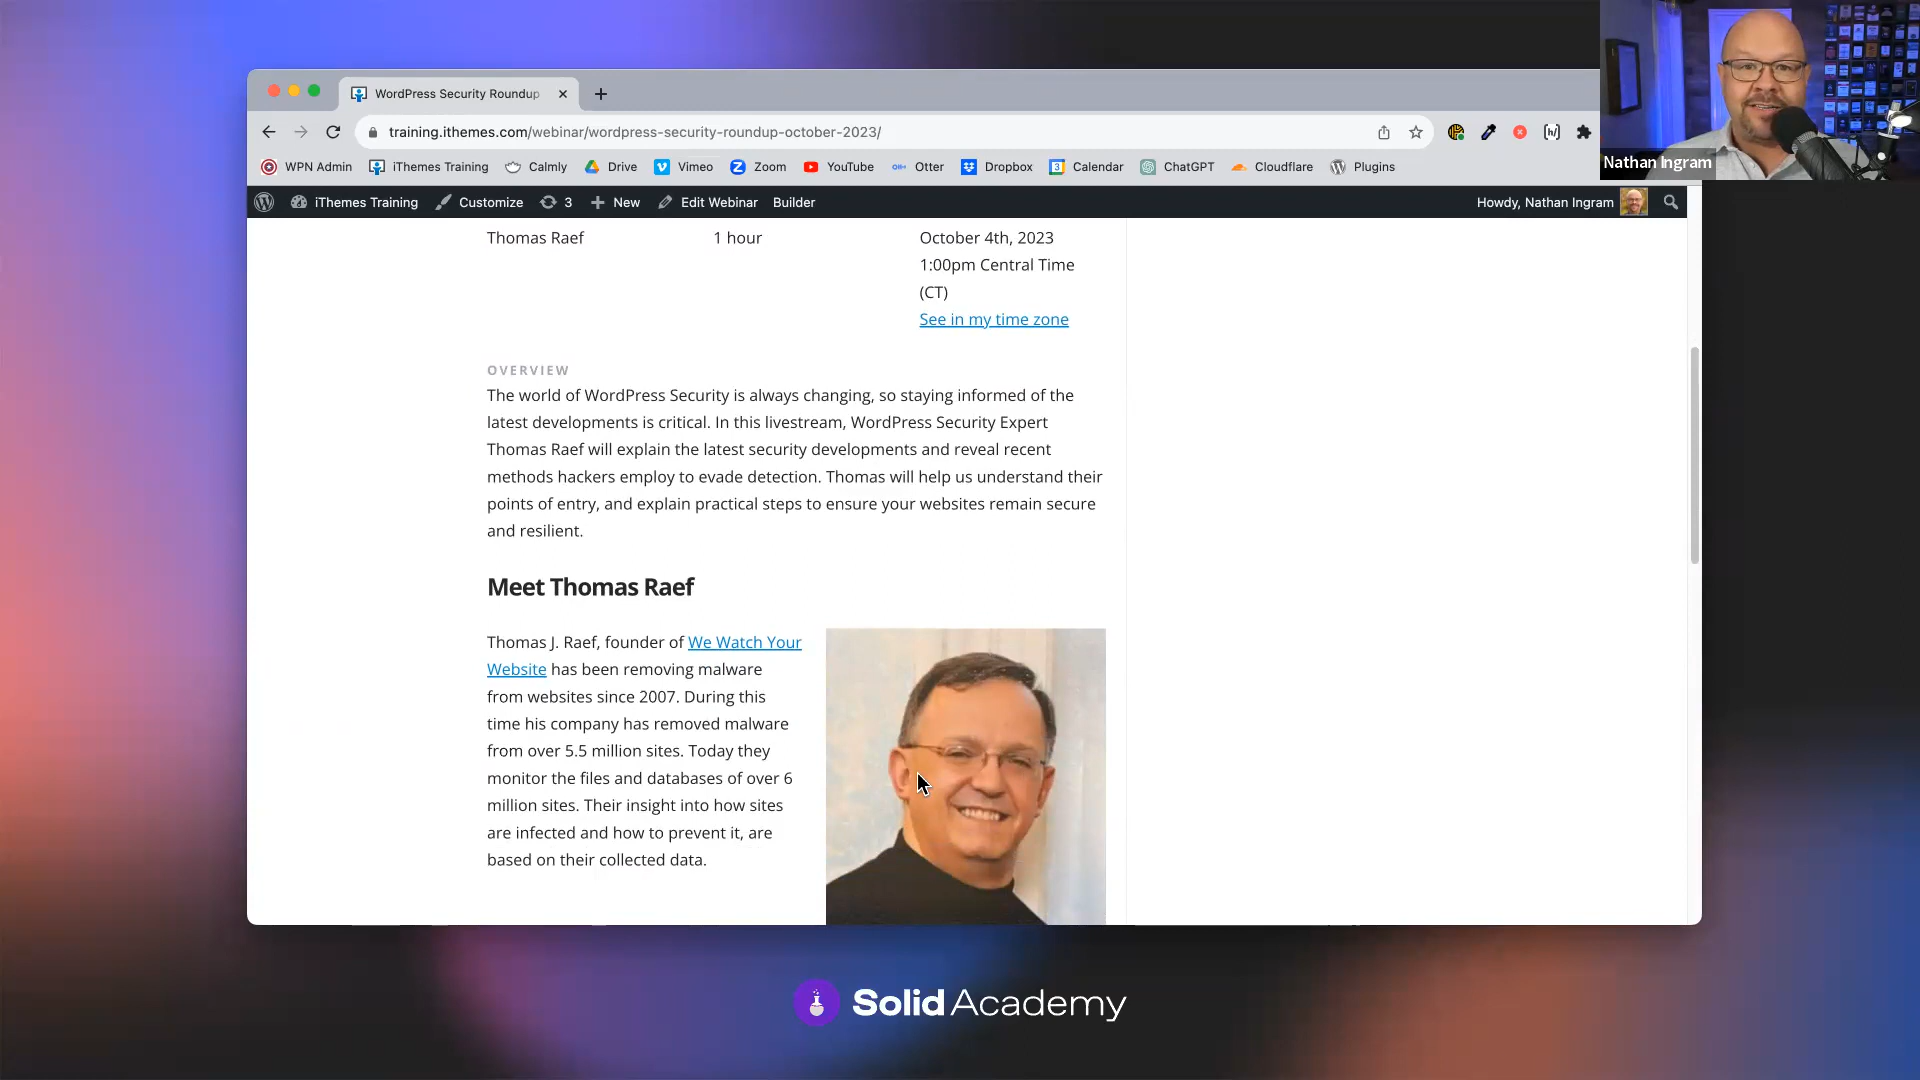 WordPress Security Roundup
training.ithemes.com/webinar/wordpress-security-roundup-october-2023/
WPN Admin iThemes Training Calmly Drive Vimeo Zoom YouTube Otter Dropbox Calendar ChatGPT Cloudflare Plugins
Nathan Ingram
iThemes Training Customize 3 New Edit Webinar Builder Howdy, Nathan Ingram
Thomas Raef 1 hour October 4th, 2023
1:00pm Central Time
(CT)
See in my time zone
OVERVIEW
The world of WordPress Security is always changing, so staying informed of the
latest developments is critical. In this livestream, WordPress Security Expert
Thomas Raef will explain the latest security developments and reveal recent
methods hackers employ to evade detection. Thomas will help us understand their
points of entry, and explain practical steps to ensure your websites remain secure
and resilient.
Meet Thomas Raef
Thomas J. Raef, founder of We Watch Your
Website has been removing malware
from websites since 2007. During this
time his company has removed malware
from over 5.5 million sites. Today they
monitor the files and databases of over 6
million sites. Their insight into how sites
are infected and how to prevent it, are
based on their collected data.
Solid Academy